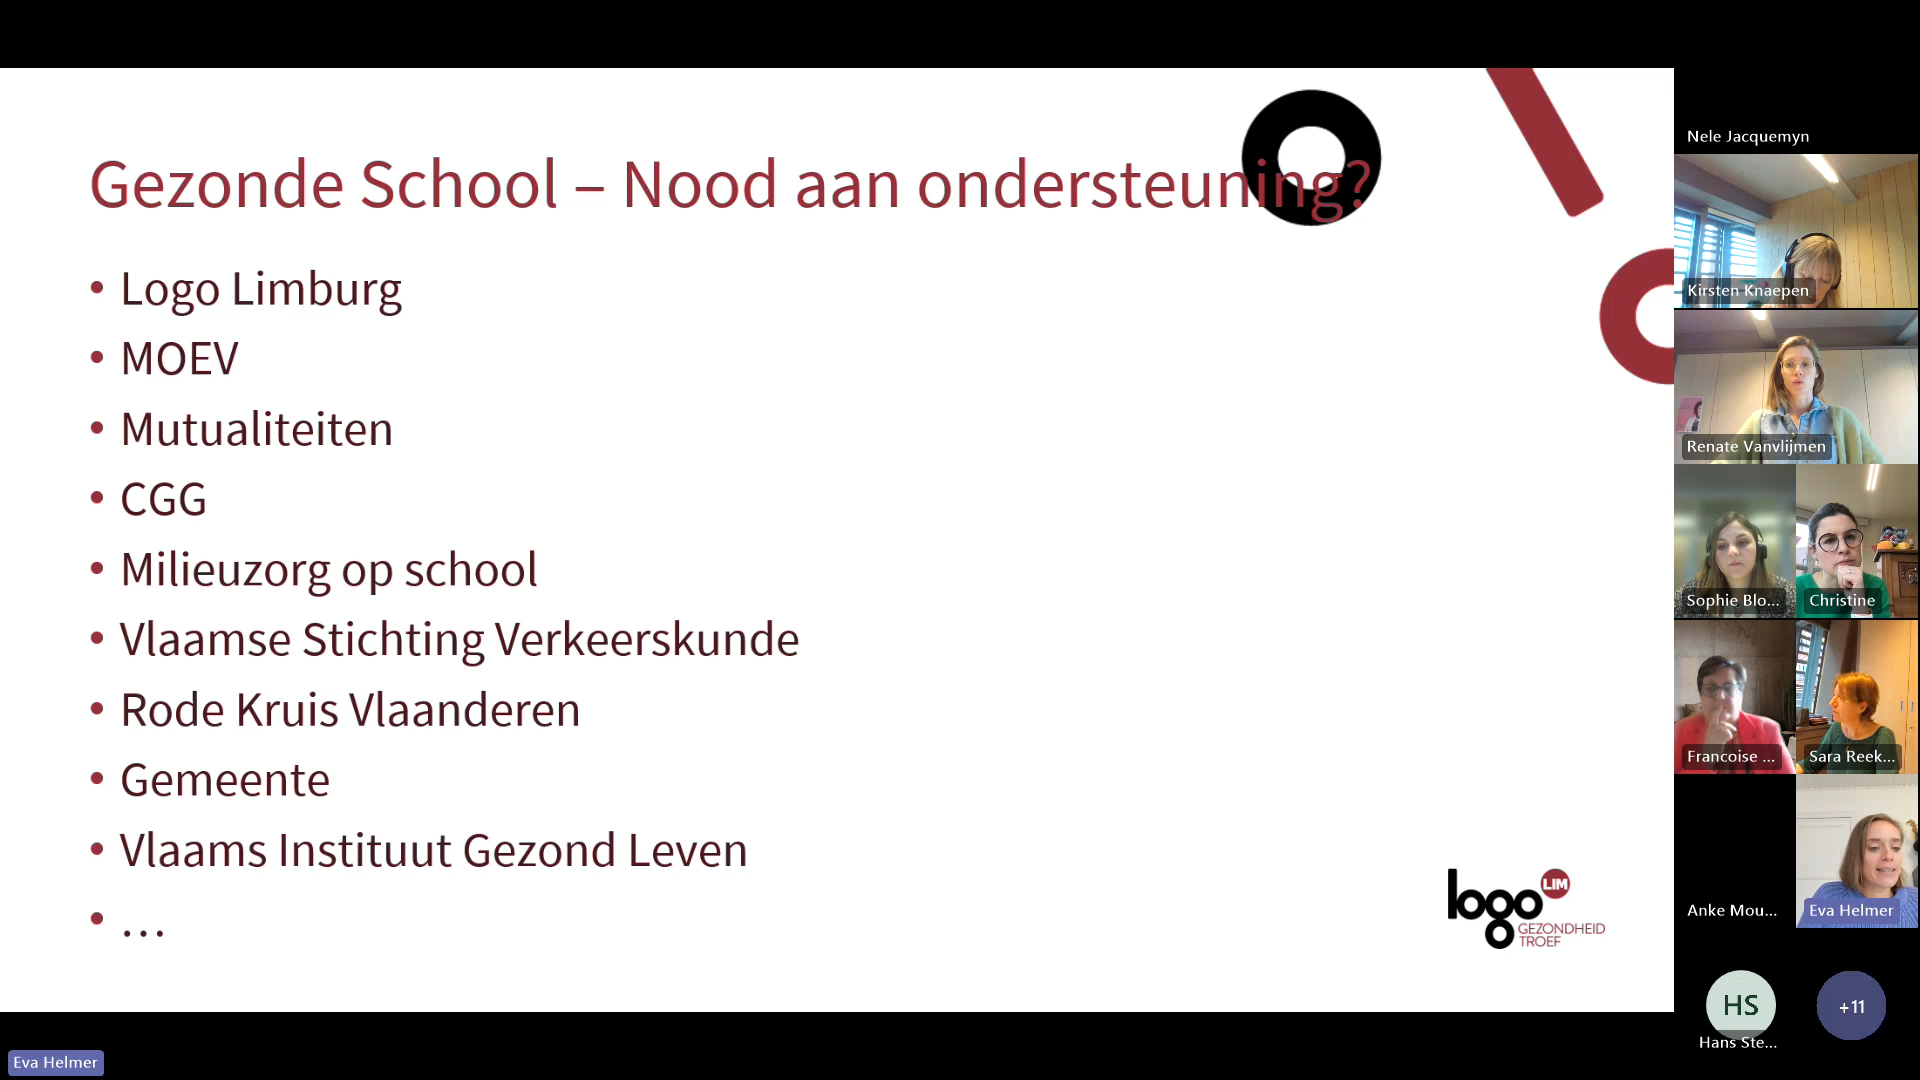 Gezonde School – Nood aan ondersteuning?
• Logo Limburg
• MOEV
• Mutualiteiten
• CGG
• Milieuzorg op school
• Vlaamse Stichting Verkeerskunde
• Rode Kruis Vlaanderen
• Gemeente
• Vlaams Instituut Gezond Leven
• ...
logo LIM
GEZONDHEID
TROEF
Nele Jacquemyn
Kirsten Knaepen
Renate Vanvlijmen
Sophie Blo...
Christine
Francoise ...
Sara Reek...
Anke Mou...
Eva Helmer
HS
+11
Hans Ste...
Eva Helmer